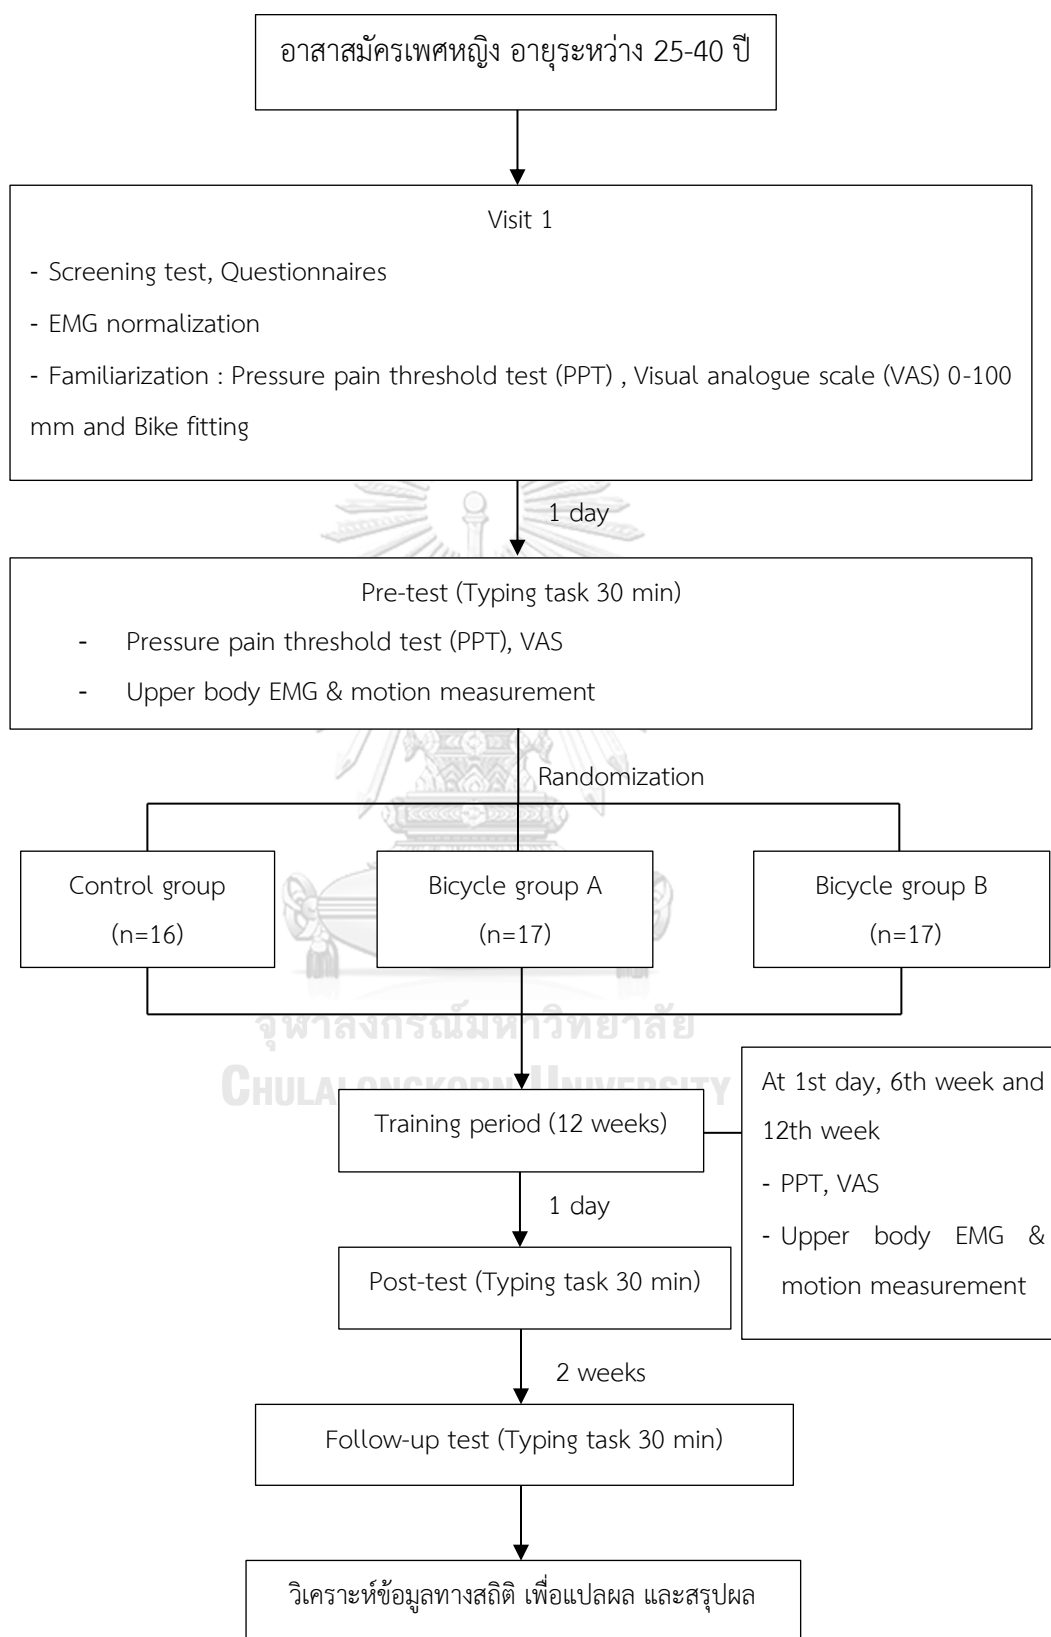 อาสาสมัครเพศหญิง อายุระหว่าง 25-40 ปี
Visit 1
- Screening test, Questionnaires
- EMG normalization
- Familiarization : Pressure pain threshold test (PPT) , Visual analogue scale (VAS) 0-100
mm and Bike fitting
1 day
Pre-test (Typing task 30 min)
- Pressure pain threshold test (PPT), VAS
- Upper body EMG & motion measurement
Randomization
Control group
(n=16)
Bicycle group A
(n=17)
Bicycle group B
(n=17)
จุฬาลงกรณ์มหาวิทยาลัย
CHULALONGKORN UNIVERSITY
Training period (12 weeks)
At 1st day, 6th week and
12th week
- PPT, VAS
- Upper body EMG &
motion measurement
1 day
Post-test (Typing task 30 min)
2 weeks
Follow-up test (Typing task 30 min)
วิเคราะห์ข้อมูลทางสถิติ เพื่อแปลผล และสรุปผล